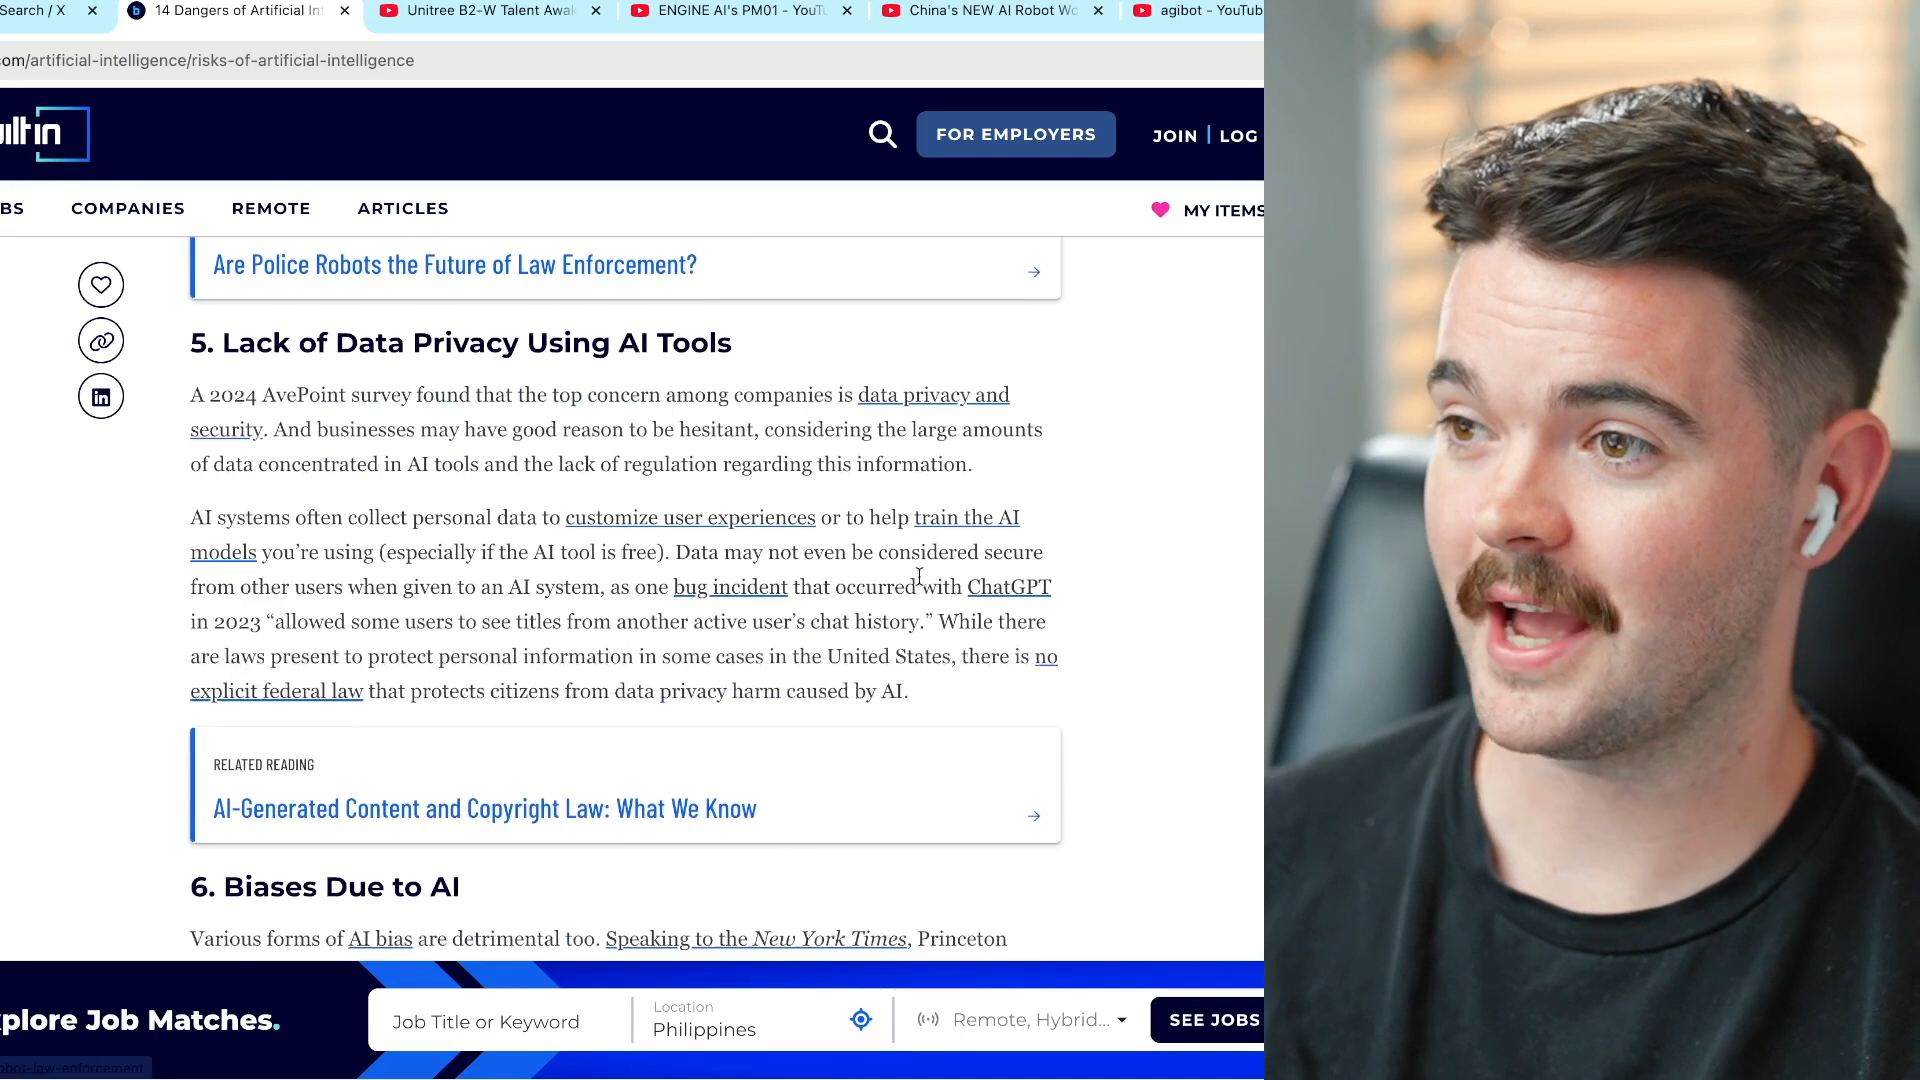 Search / X
14 Dangers of Artificial In
Unitree B2-W Talent Awak
ENGINE AI's PM01 - YouTu
China's NEW AI Robot Wo
agibot - YouTub
om/artificial-intelligence/risks-of-artificial-intelligence
uiltin
FOR EMPLOYERS
JOIN | LOG
BS COMPANIES REMOTE ARTICLES
MY ITEMS
Are Police Robots the Future of Law Enforcement?
5. Lack of Data Privacy Using AI Tools
A 2024 AvePoint survey found that the top concern among companies is data privacy and
security. And businesses may have good reason to be hesitant, considering the large amounts
of data concentrated in AI tools and the lack of regulation regarding this information.
AI systems often collect personal data to customize user experiences or to help train the AI
models you’re using (especially if the AI tool is free). Data may not even be considered secure
from other users when given to an AI system, as one bug incident that occurred with ChatGPT
in 2023 “allowed some users to see titles from another active user’s chat history.” While there
are laws present to protect personal information in some cases in the United States, there is no
explicit federal law that protects citizens from data privacy harm caused by AI.
RELATED READING
AI-Generated Content and Copyright Law: What We Know
6. Biases Due to AI
Various forms of AI bias are detrimental too. Speaking to the New York Times, Princeton
xplore Job Matches.
Job Title or Keyword
Location
Philippines
Remote, Hybrid...
SEE JOBS
obot-law-enforcement